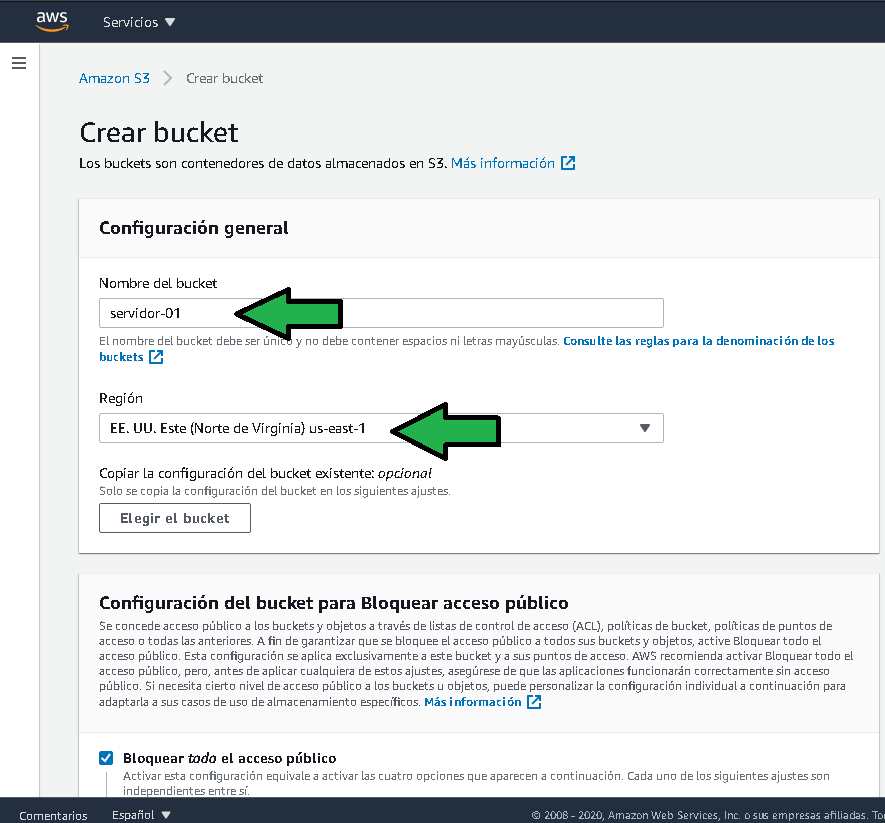 aws
Servicios
Amazon S3 > Crear bucket
Crear bucket
Los buckets son contenedores de datos almacenados en S3. Más información
Configuración general
Nombre del bucket
servidor-01
El nombre del bucket debe ser único y no debe contener espacios ni letras mayúsculas. Consulte las reglas para la denominación de los
buckets
Región
EE. UU. Este (Norte de Virginia) us-east-1
Copiar la configuración del bucket existente: opcional
Solo se copia la configuración del bucket en los siguientes ajustes.
Elegir el bucket
Configuración del bucket para Bloquear acceso público
Se concede acceso público a los buckets y objetos a través de listas de control de acceso (ACL), políticas de bucket, políticas de puntos de
acceso o todas las anteriores. A fin de garantizar que se bloquee el acceso público a todos sus buckets y objetos, active Bloquear todo el
acceso público. Esta configuración se aplica exclusivamente a este bucket y a sus puntos de acceso. AWS recomienda activar Bloquear todo el
acceso público, pero, antes de aplicar cualquiera de estos ajustes, asegúrese de que las aplicaciones funcionarán correctamente sin acceso
público. Si necesita cierto nivel de acceso público a los buckets u objetos, puede personalizar la configuración individual a continuación para
adaptarla a sus casos de uso de almacenamiento específicos. Más información
Bloquear todo el acceso público
Activar esta configuración equivale a activar las cuatro opciones que aparecen a continuación. Cada uno de los siguientes ajustes son
independientes entre sí.
Comentarios Español © 2008 - 2020, Amazon Web Services, Inc. o sus empresas afiliadas. To